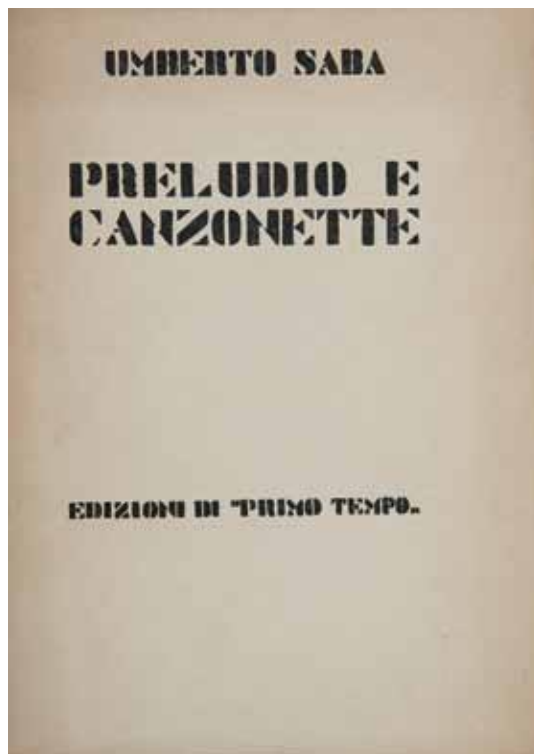 UMBERTO SABA
PRELUDIO E
CANZONETTE
EDIZIONI DI "PRIMO TEMPO„